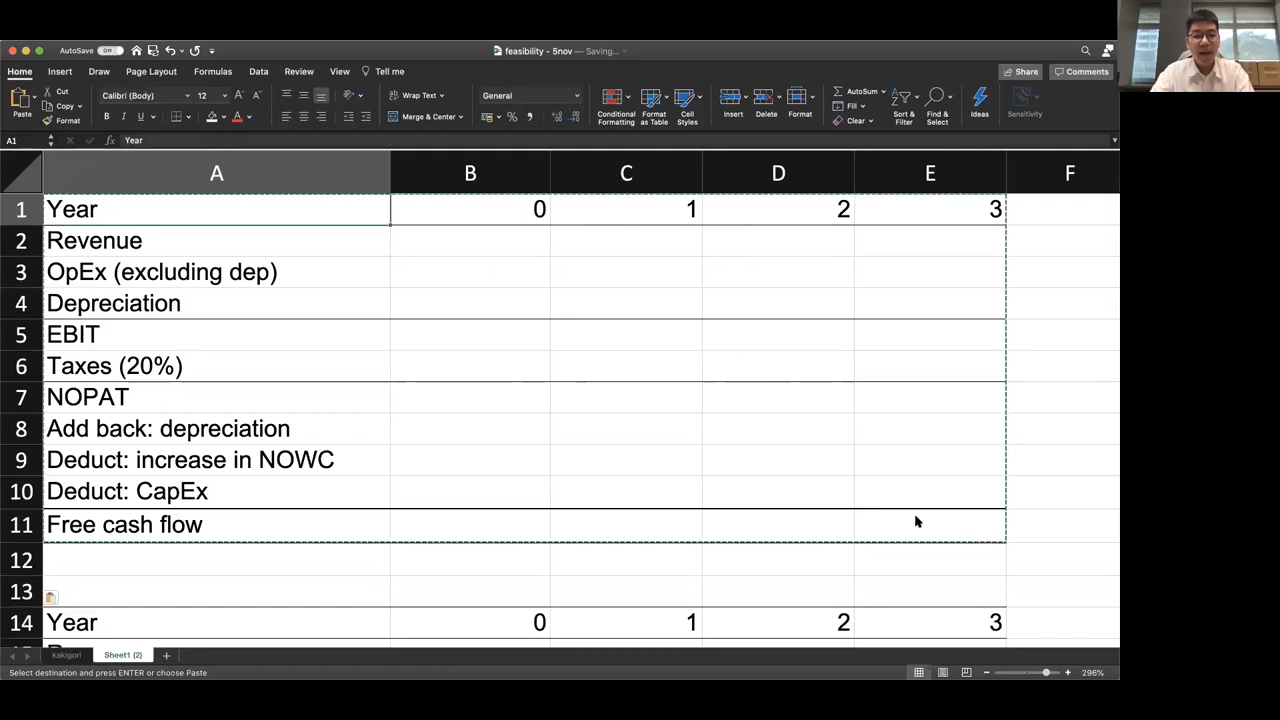 AutoSave ON feasibility - 5nov — Saving...
Home Insert Draw Page Layout Formulas Data Review View Tell me Share Comments
Paste Cut Copy Format
Calibri (Body) 12 A^ A^ B I U A
Wrap Text Merge & Center
General % 
Conditional Formatting Format as Table Cell Styles
Insert Delete Format
AutoSum Fill Clear
Sort & Filter Find & Select Ideas Sensitivity
A1 fx Year
A B C D E F
1 Year 0 1 2 3
2 Revenue
3 OpEx (excluding dep)
4 Depreciation
5 EBIT
6 Taxes (20%)
7 NOPAT
8 Add back: depreciation
9 Deduct: increase in NOWC
10 Deduct: CapEx
11 Free cash flow
12
13
14 Year 0 1 2 3
kakigori Sheet1 (2) +
Select destination and press ENTER or choose Paste 296%